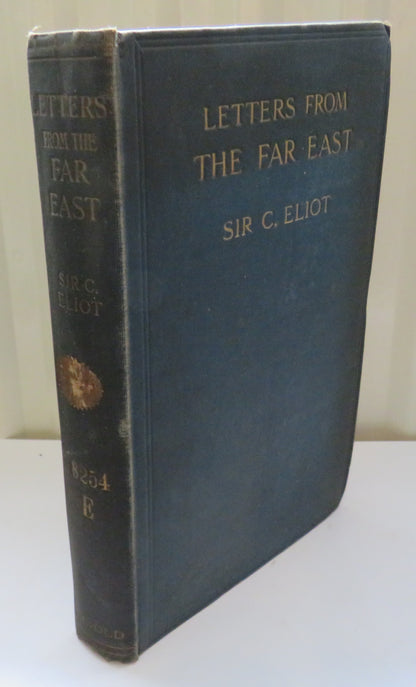 LETTERS
FROM THE
FAR
EAST
SIR C.
ELIOT
8254
E
LETTERS FROM
THE FAR EAST
SIR C. ELIOT